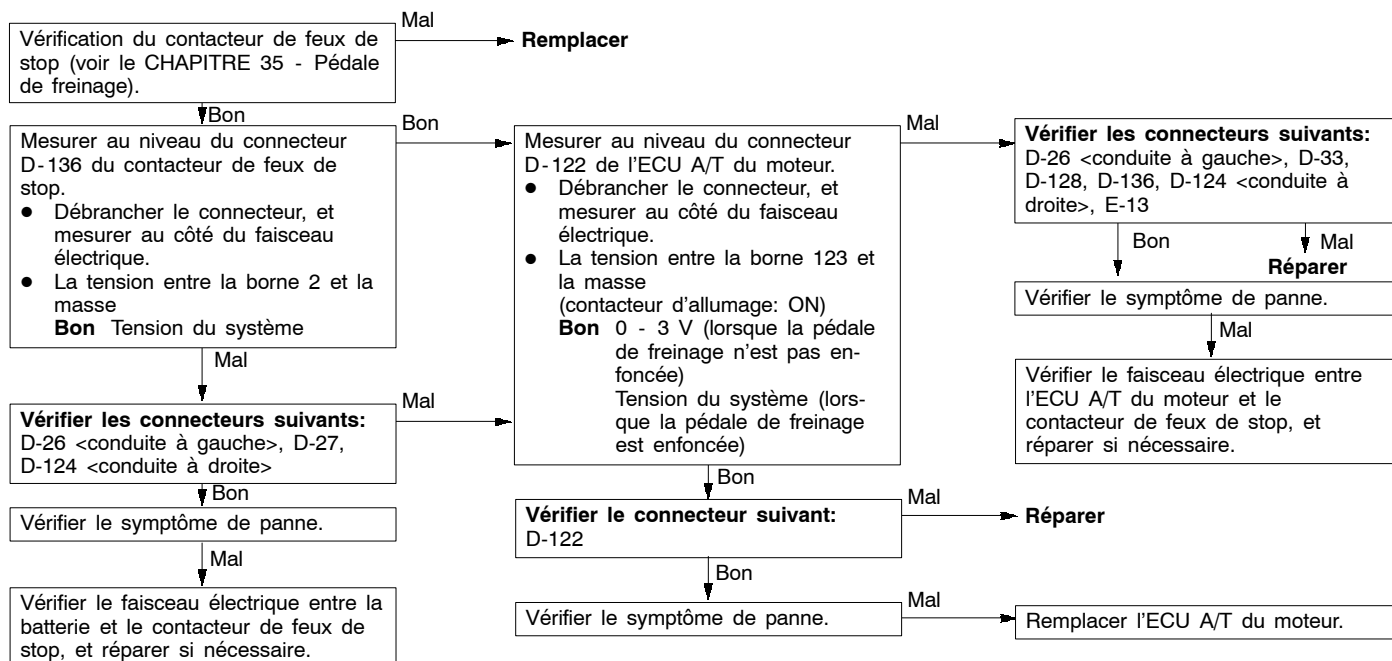 Vérification du contacteur de feux de
stop (voir le CHAPITRE 35 - Pédale
de freinage).
Mal
Remplacer
Bon
Mesurer au niveau du connecteur
D-136 du contacteur de feux de
stop.
● Débrancher le connecteur, et
mesurer au côté du faisceau
électrique.
● La tension entre la borne 2 et la
masse
Bon Tension du système
Bon
Mal
Vérifier les connecteurs suivants:
D-26 <conduite à gauche>, D-27,
D-124 <conduite à droite>
Mal
Bon
Vérifier le symptôme de panne.
Mal
Vérifier le faisceau électrique entre la
batterie et le contacteur de feux de
stop, et réparer si nécessaire.
Mesurer au niveau du connecteur
D-122 de l'ECU A/T du moteur.
● Débrancher le connecteur, et
mesurer au côté du faisceau
électrique.
● La tension entre la borne 123 et
la masse
(contacteur d'allumage: ON)
Bon 0 - 3 V (lorsque la pédale
de freinage n'est pas en-
foncée)
Tension du système (lors-
que la pédale de freinage
est enfoncée)
Mal
Bon
Vérifier le connecteur suivant:
D-122
Mal
Réparer
Bon
Vérifier le symptôme de panne.
Mal
Remplacer l'ECU A/T du moteur.
Vérifier les connecteurs suivants:
D-26 <conduite à gauche>, D-33,
D-128, D-136, D-124 <conduite à
droite>, E-13
Bon
Mal
Réparer
Vérifier le symptôme de panne.
Mal
Vérifier le faisceau électrique entre
l'ECU A/T du moteur et le
contacteur de feux de stop, et
réparer si nécessaire.